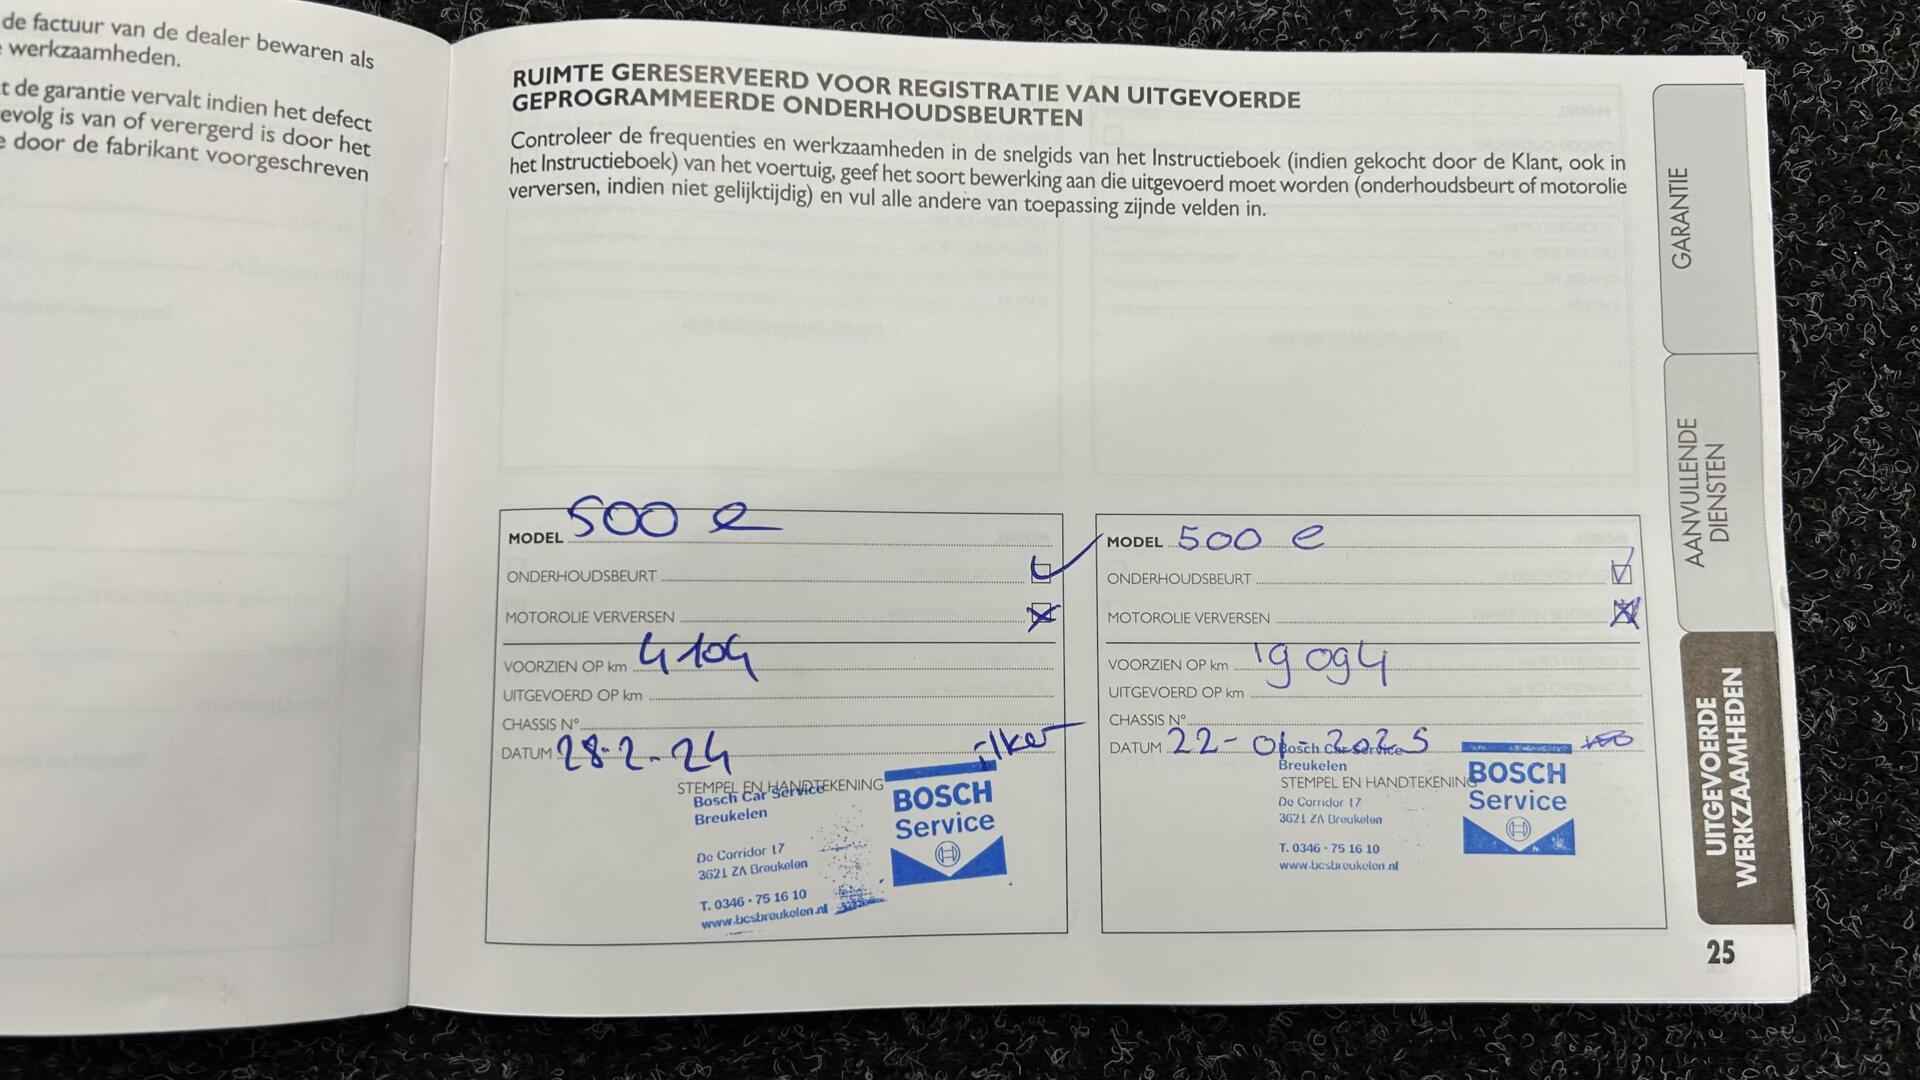 de factuur van de dealer bewaren als
werkzaamheden.
t de garantie vervalt indien het defect
evolg is van of verergerd is door het
e door de fabrikant voorgeschreven
RUIMTE GERESERVEERD VOOR REGISTRATIE VAN UITGEVOERDE
GEPROGRAMMEERDE ONDERHOUDSBEURTEN
Controleer de frequenties en werkzaamheden in de snelgids van het Instructieboek (indien gekocht door de Klant, ook in
het Instructieboek) van het voertuig, geef het soort bewerking aan die uitgevoerd moet worden (onderhoudsbeurt of motorolie
verversen, indien niet gelijktijdig) en vul alle andere van toepassing zijnde velden in.
MODEL 500 e
ONDERHOUDSBEURT
MOTOROLIE VERVERSEN
VOORZIEN OP km 4104
UITGEVOERD OP km
CHASSIS N°
DATUM 28-2-24
Ilker
STEMPEL EN HANDTEKENING
Bosch Car Service
Breukelen
De Corridor 17
3621 ZA Breukelen
T. 0346 - 75 16 10
www.bcsbreukelen.nl
BOSCH
Service
MODEL 500 e
ONDERHOUDSBEURT
MOTOROLIE VERVERSEN
VOORZIEN OP km 19094
UITGEVOERD OP km
CHASSIS N°
DATUM 22-01-2025
Bosch Car Service
Breukelen
STEMPEL EN HANDTEKENING
De Corridor 17
3621 ZA Breukelen
T. 0346 - 75 16 10
www.bcsbreukelen.nl
BOSCH
Service
GARANTIE
AANVULLENDE
DIENSTEN
UITGEVOERDE
WERKZAAMHEDEN
25